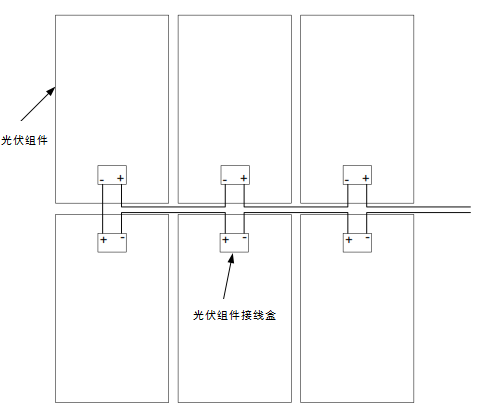 - + - + - +
光伏组件
+ - + - + -
光伏组件接线盒